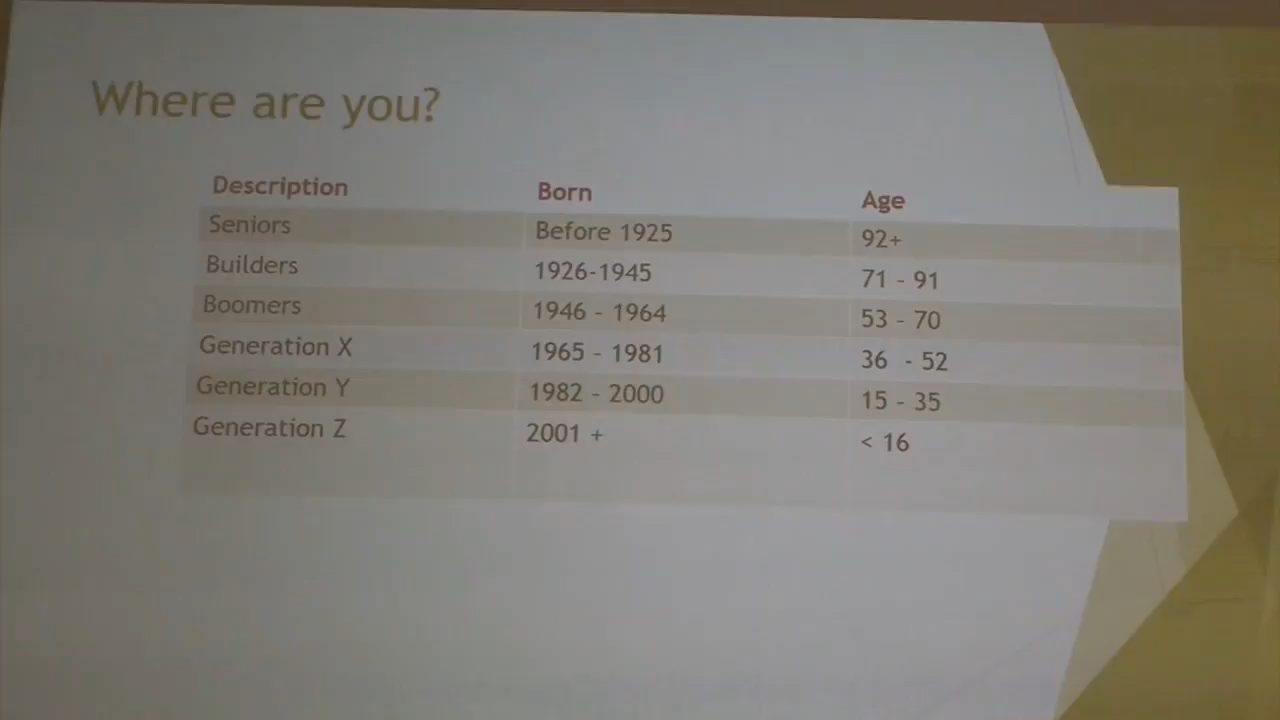 Where are you?
Description Born Age
Seniors Before 1925 92+
Builders 1926-1945 71 - 91
Boomers 1946 - 1964 53 - 70
Generation X 1965 - 1981 36 - 52
Generation Y 1982 - 2000 15 - 35
Generation Z 2001 + < 16